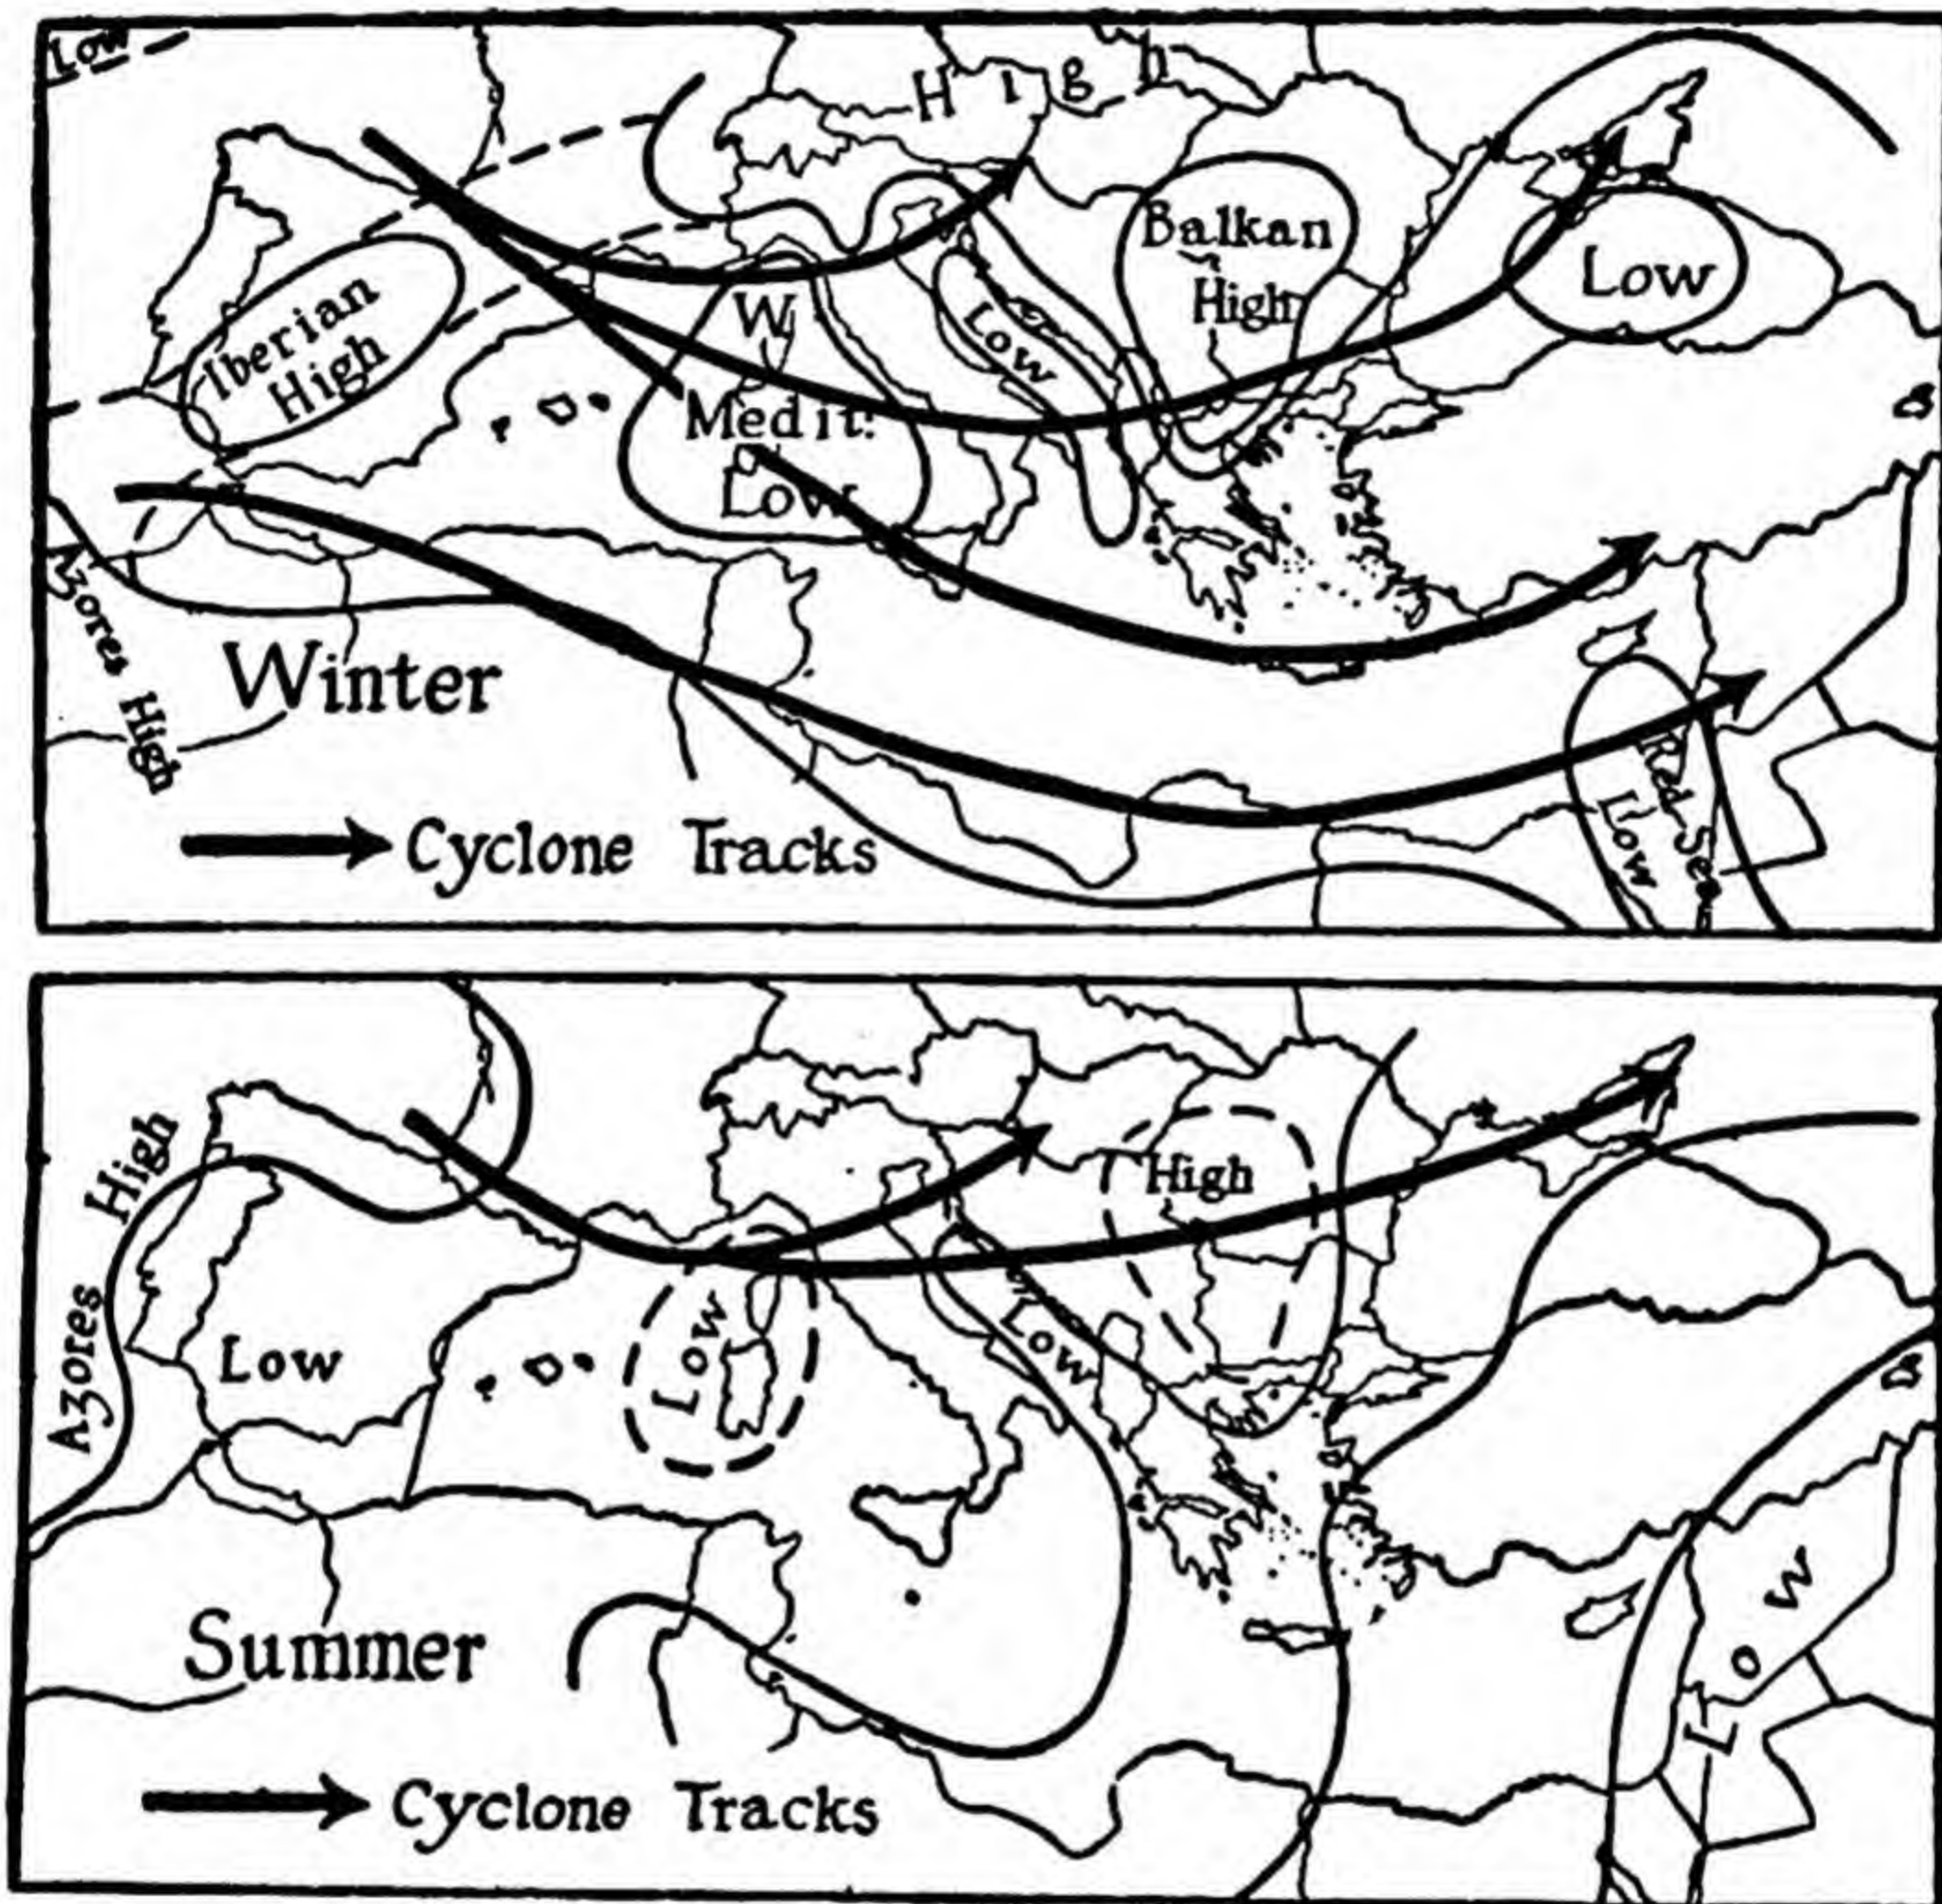 Low
High
Iberian
High
Balkan
High
Low
Low
W
Medit:
Low
Azores High
Winter
Red Sea
Low
Cyclone Tracks
Azores High
High
Low
Low
Low
Low
Summer
Cyclone Tracks